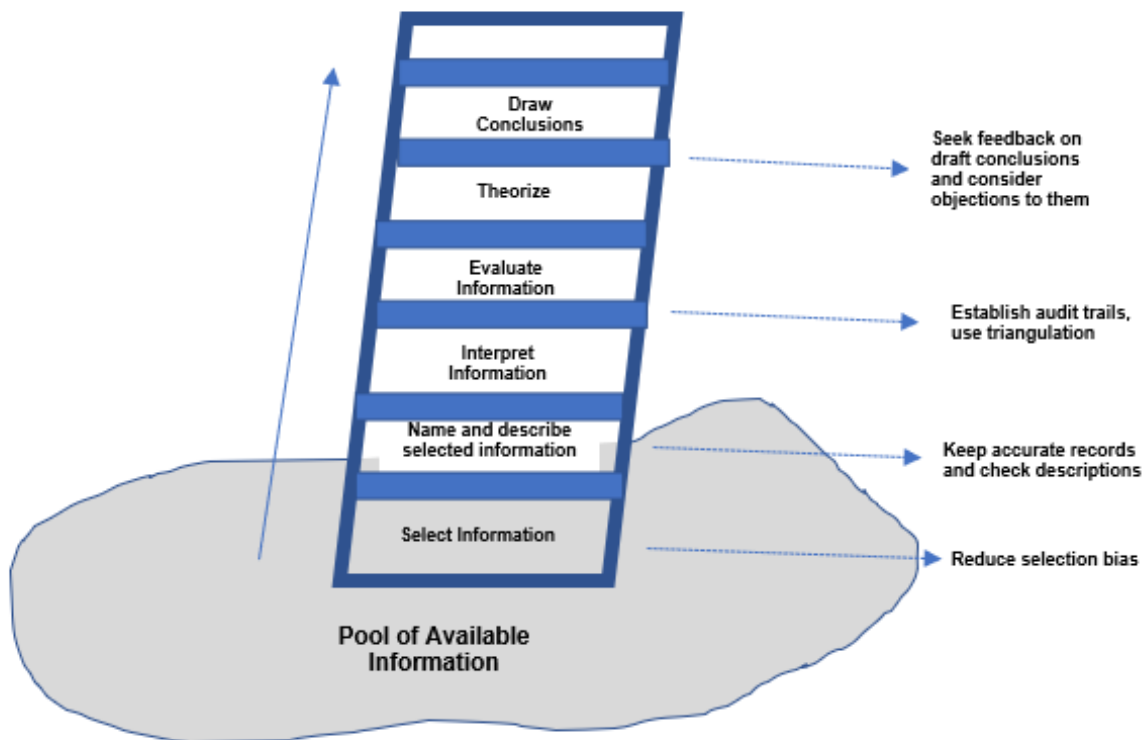 Draw
Conclusions
Seek feedback on
draft conclusions
and consider
objections to them
Theorize
Evaluate
Information
Establish audit trails,
use triangulation
Interpret
Information
Name and describe
selected information
Keep accurate records
and check descriptions
Select Information
Reduce selection bias
Pool of Available
Information